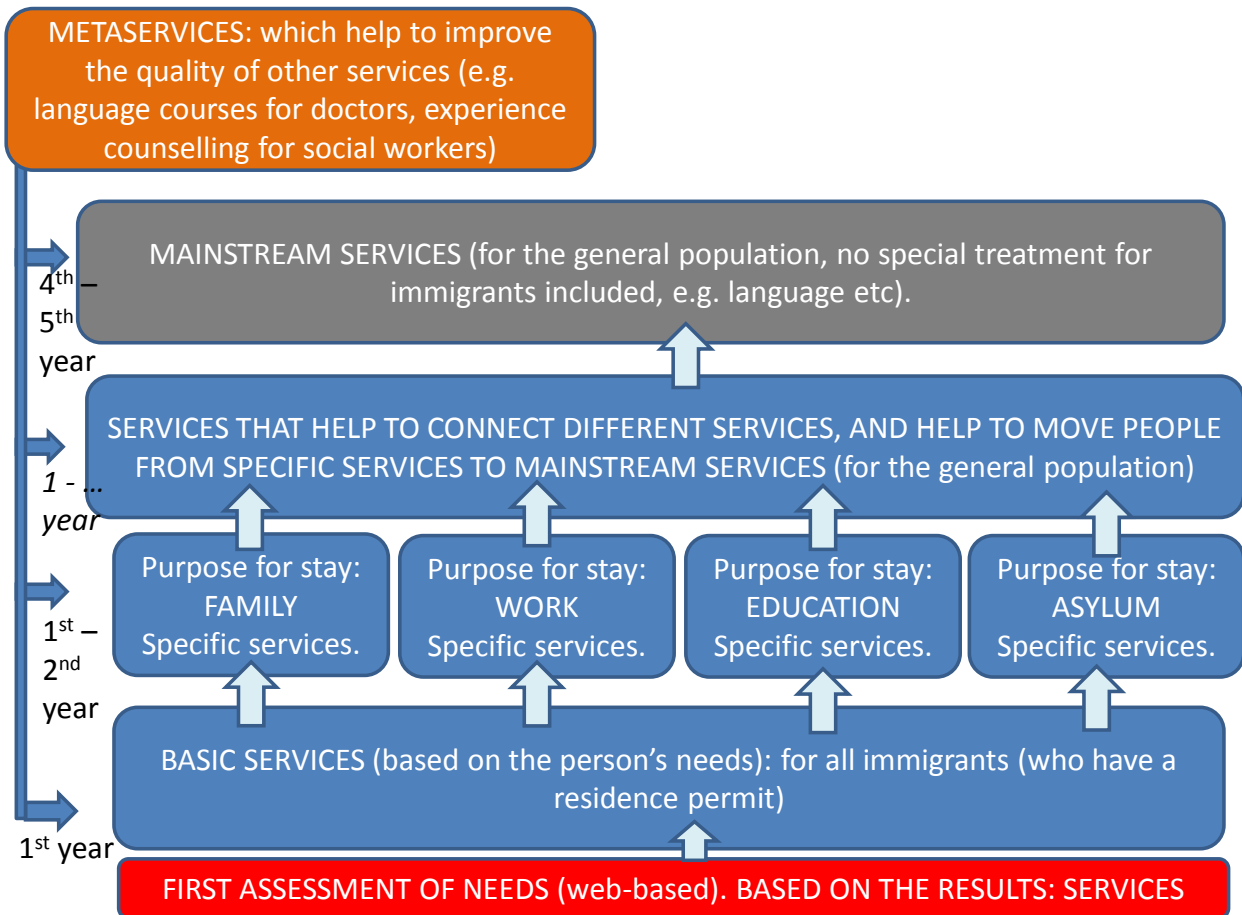 METASERVICES: which help to improve
the quality of other services (e.g.
language courses for doctors, experience
counselling for social workers)
MAINSTREAM SERVICES (for the general population, no special treatment for
immigrants included, e.g. language etc).
4th –
5th
year
SERVICES THAT HELP TO CONNECT DIFFERENT SERVICES, AND HELP TO MOVE PEOPLE
FROM SPECIFIC SERVICES TO MAINSTREAM SERVICES (for the general population)
1 - ...
year
Purpose for stay:
FAMILY
Specific services.
Purpose for stay:
WORK
Specific services.
Purpose for stay:
EDUCATION
Specific services.
Purpose for stay:
ASYLUM
Specific services.
1st –
2nd
year
BASIC SERVICES (based on the person’s needs): for all immigrants (who have a
residence permit)
1st year
FIRST ASSESSMENT OF NEEDS (web-based). BASED ON THE RESULTS: SERVICES